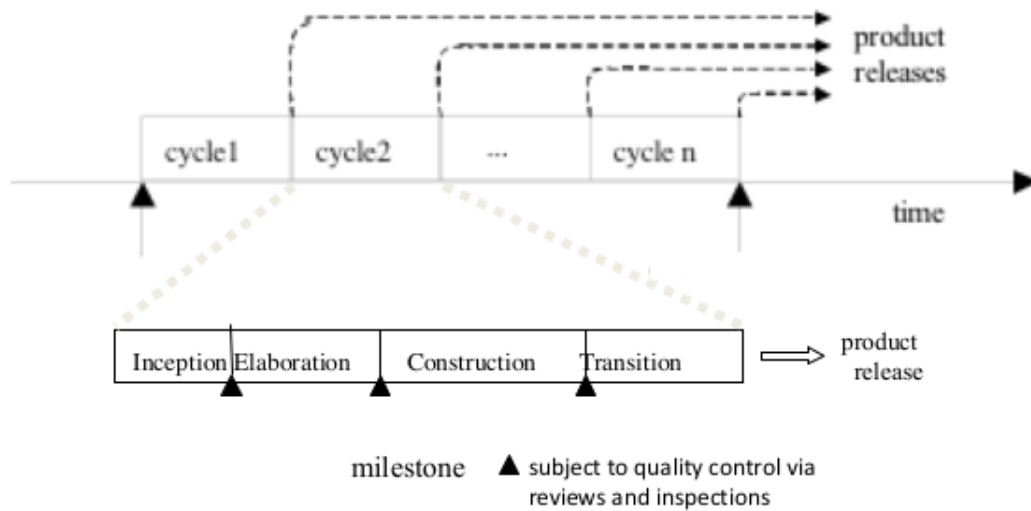 product
releases
cycle1
cycle2
...
cycle n
time
Inception
Elaboration
Construction
Transition
product
release
milestone
subject to quality control via
reviews and inspections